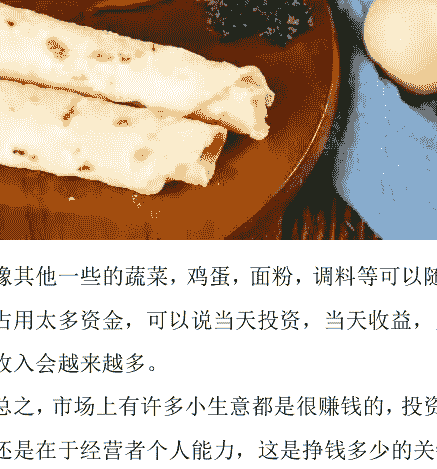 像其他一些的蔬菜，鸡蛋，面粉，调料等可以随
占用太多资金，可以说当天投资，当天收益，
收入会越来越多。
总之，市场上有许多小生意都是很赚钱的，投资
还是在于经营者个人能力，这是挣钱多少的关